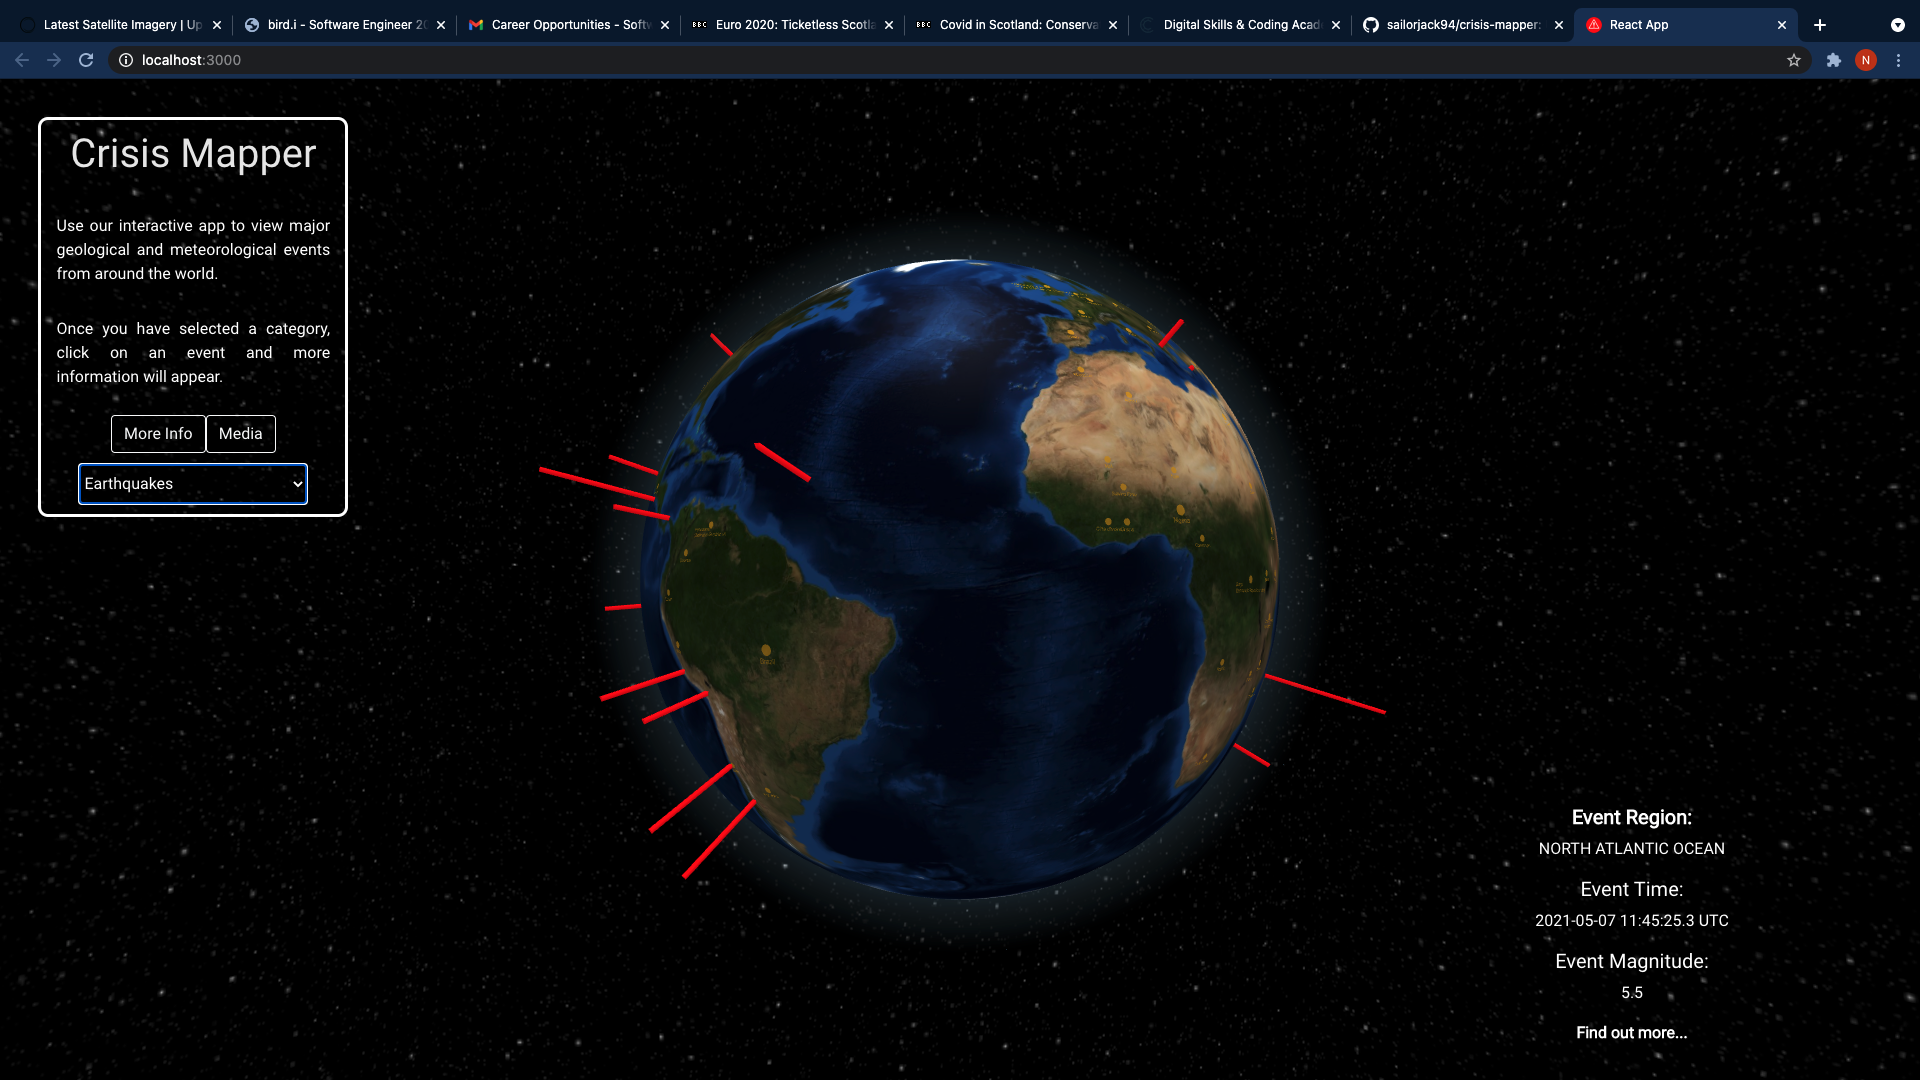 Latest Satellite Imagery | Up
bird.i - Software Engineer 20
Career Opportunities - Softw
BBC
Euro 2020: Ticketless Scotla
BBC
Covid in Scotland: Conserva
Digital Skills & Coding Acad
sailorjack94/crisis-mapper:
React App
localhost:3000
N
Crisis Mapper
Use our interactive app to view major
geological and meteorological events
from around the world.
Once you have selected a category,
click on an event and more
information will appear.
More Info
Media
Earthquakes
Nigeria
Brazil
Event Region:
NORTH ATLANTIC OCEAN
Event Time:
2021-05-07 11:45:25.3 UTC
Event Magnitude:
5.5
Find out more...